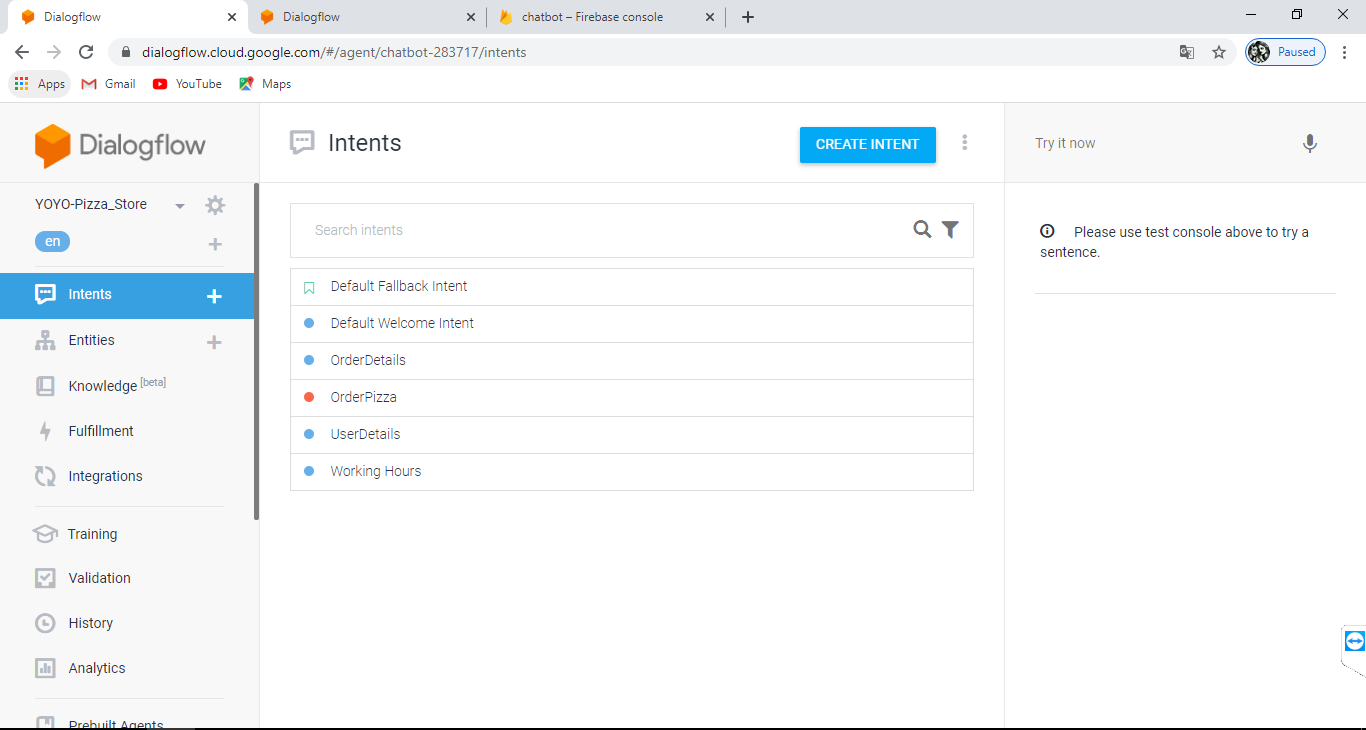 Dialogflow
Dialogflow
chatbot – Firebase console
dialogflow.cloud.google.com/#/agent/chatbot-283717/intents
Paused
Apps
Gmail
YouTube
Maps
Dialogflow
Intents
CREATE INTENT
Try it now
YOYO-Pizza_Store
en
Search intents
Please use test console above to try a
sentence.
Intents
Entities
Knowledge [beta]
Fulfillment
Integrations
Training
Validation
History
Analytics
Prebuilt Agents
Default Fallback Intent
Default Welcome Intent
OrderDetails
OrderPizza
UserDetails
Working Hours